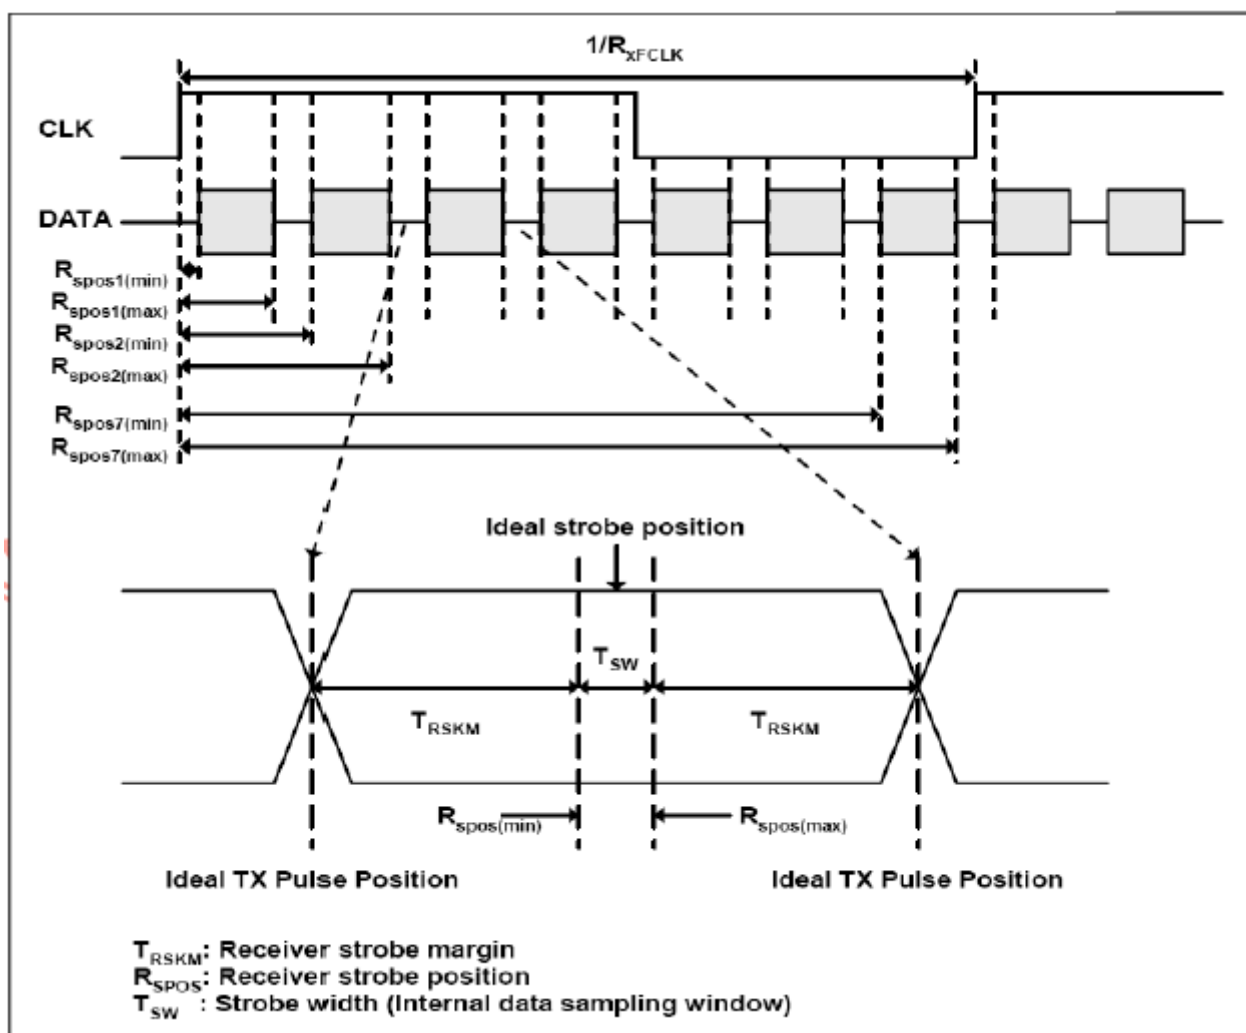 1/RxFCLK
CLK
DATA
Rspos1(min)
Rspos1(max)
Rspos2(min)
Rspos2(max)
Rspos7(min)
Rspos7(max)
Ideal strobe position
TSW
TRSKM
TRSKM
Rspos(min)
Rspos(max)
Ideal TX Pulse Position
Ideal TX Pulse Position
TRSKM: Receiver strobe margin
RSPOS: Receiver strobe position
TSW : Strobe width (Internal data sampling window)